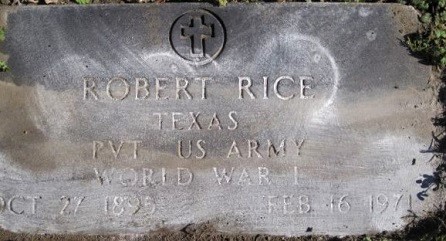 ROBERT RICE
TEXAS
PVT US ARMY
WORLD WAR I
OCT 27 1895 FEB 16 1971